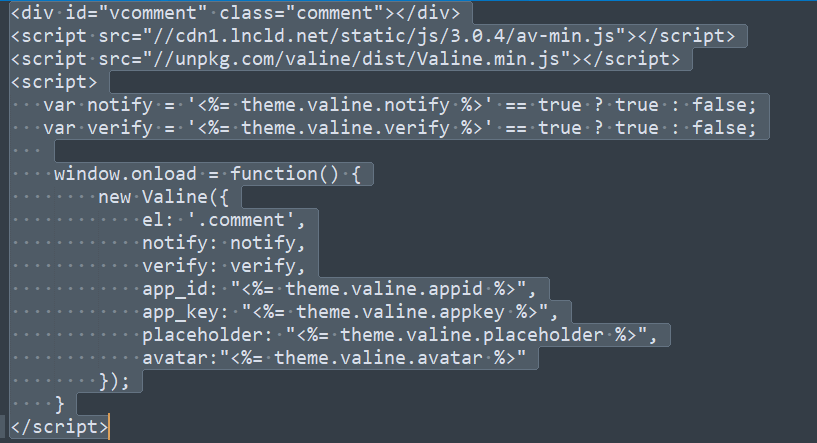 <div id="vcomment" class="comment"></div>
<script src="//cdn1.lncld.net/static/js/3.0.4/av-min.js"></script>
<script src="//unpkg.com/valine/dist/Valine.min.js"></script>
<script>
   var notify = '<%= theme.valine.notify %>' == true ? true : false;
   var verify = '<%= theme.valine.verify %>' == true ? true : false;
    window.onload = function() {
        new Valine({
            el: '.comment',
            notify: notify,
            verify: verify,
            app_id: "<%= theme.valine.appid %>",
            app_key: "<%= theme.valine.appkey %>",
            placeholder: "<%= theme.valine.placeholder %>",
            avatar:"<%= theme.valine.avatar %>"
        });
    }
</script>